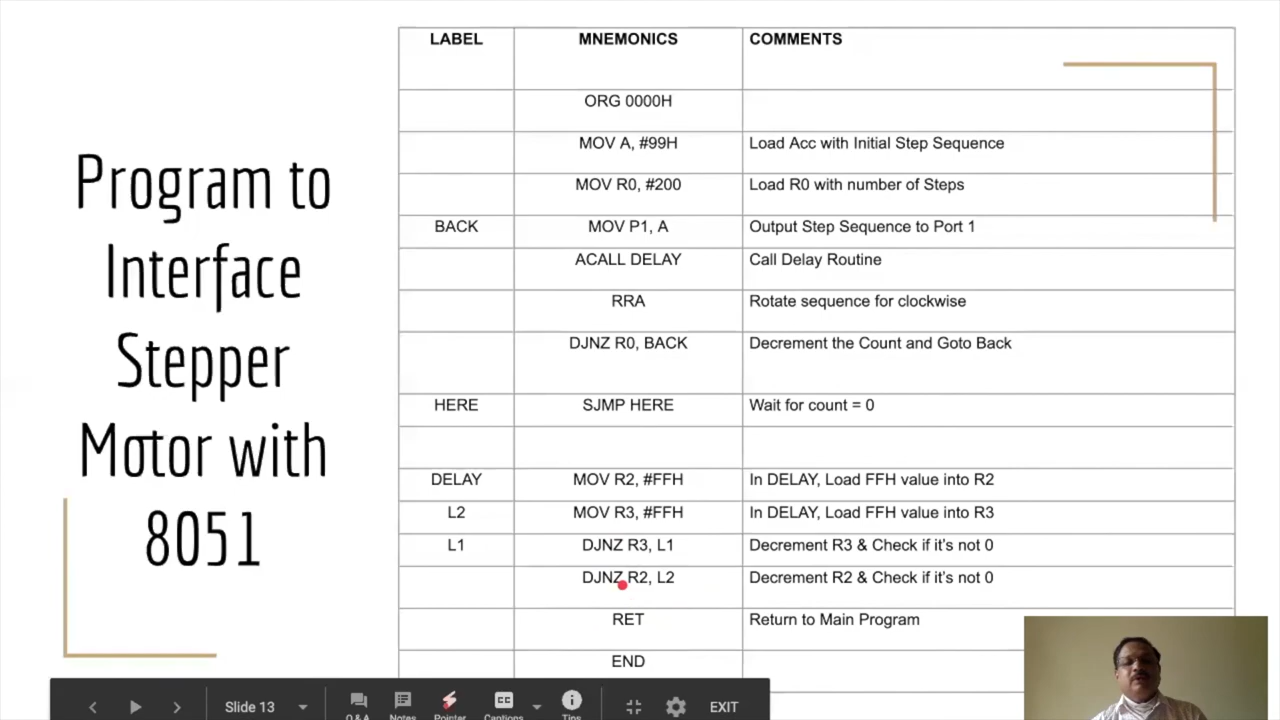 Program to
Interface
Stepper
Motor with
8051
LABEL MNEMONICS COMMENTS
ORG 0000H
MOV A, #99H Load Acc with Initial Step Sequence
MOV R0, #200 Load R0 with number of Steps
BACK MOV P1, A Output Step Sequence to Port 1
ACALL DELAY Call Delay Routine
RRA Rotate sequence for clockwise
DJNZ R0, BACK Decrement the Count and Goto Back
HERE SJMP HERE Wait for count = 0
DELAY MOV R2, #FFH In DELAY, Load FFH value into R2
L2 MOV R3, #FFH In DELAY, Load FFH value into R3
L1 DJNZ R3, L1 Decrement R3 & Check if it's not 0
DJNZ R2, L2 Decrement R2 & Check if it's not 0
RET Return to Main Program
END
Slide 13 Q & A Notes Pointer Captions Tips EXIT